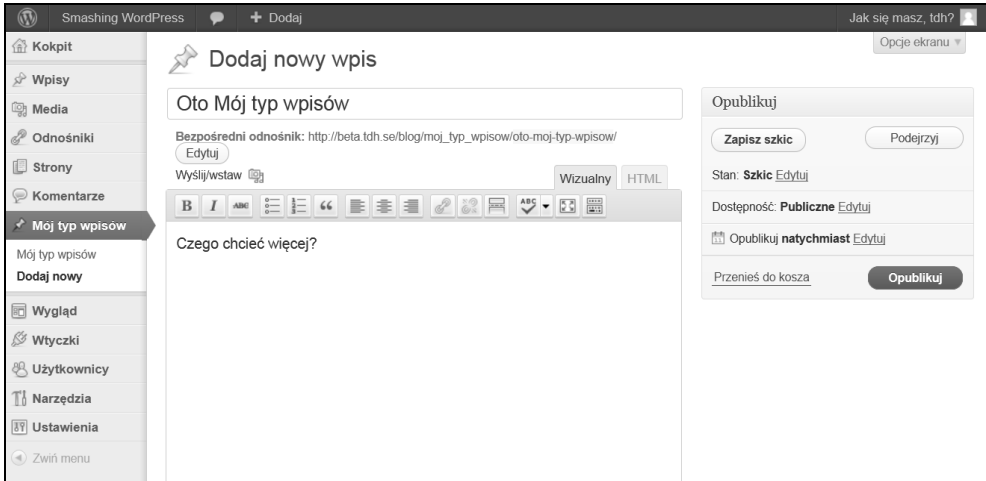 Smashing WordPress + Dodaj Jak się masz, tdh?
Kokpit
Wpisy
Media
Odnośniki
Strony
Komentarze
Mój typ wpisów
Mój typ wpisów
Dodaj nowy
Wygląd
Wtyczki
Użytkownicy
Narzędzia
Ustawienia
Zwiń menu
Opcje ekranu
Dodaj nowy wpis
Oto Mój typ wpisów
Bezpośredni odnośnik: http://beta.tdh.se/blog/moj_typ_wpisow/oto-moj-typ-wpisow/
Edytuj
Wyślij/wstaw
Wizualny HTML
B I ABC ABC
Czego chcieć więcej?
Opublikuj
Zapisz szkic Podejrzyj
Stan: Szkic Edytuj
Dostępność: Publiczne Edytuj
Opublikuj natychmiast Edytuj
Przenieś do kosza Opublikuj